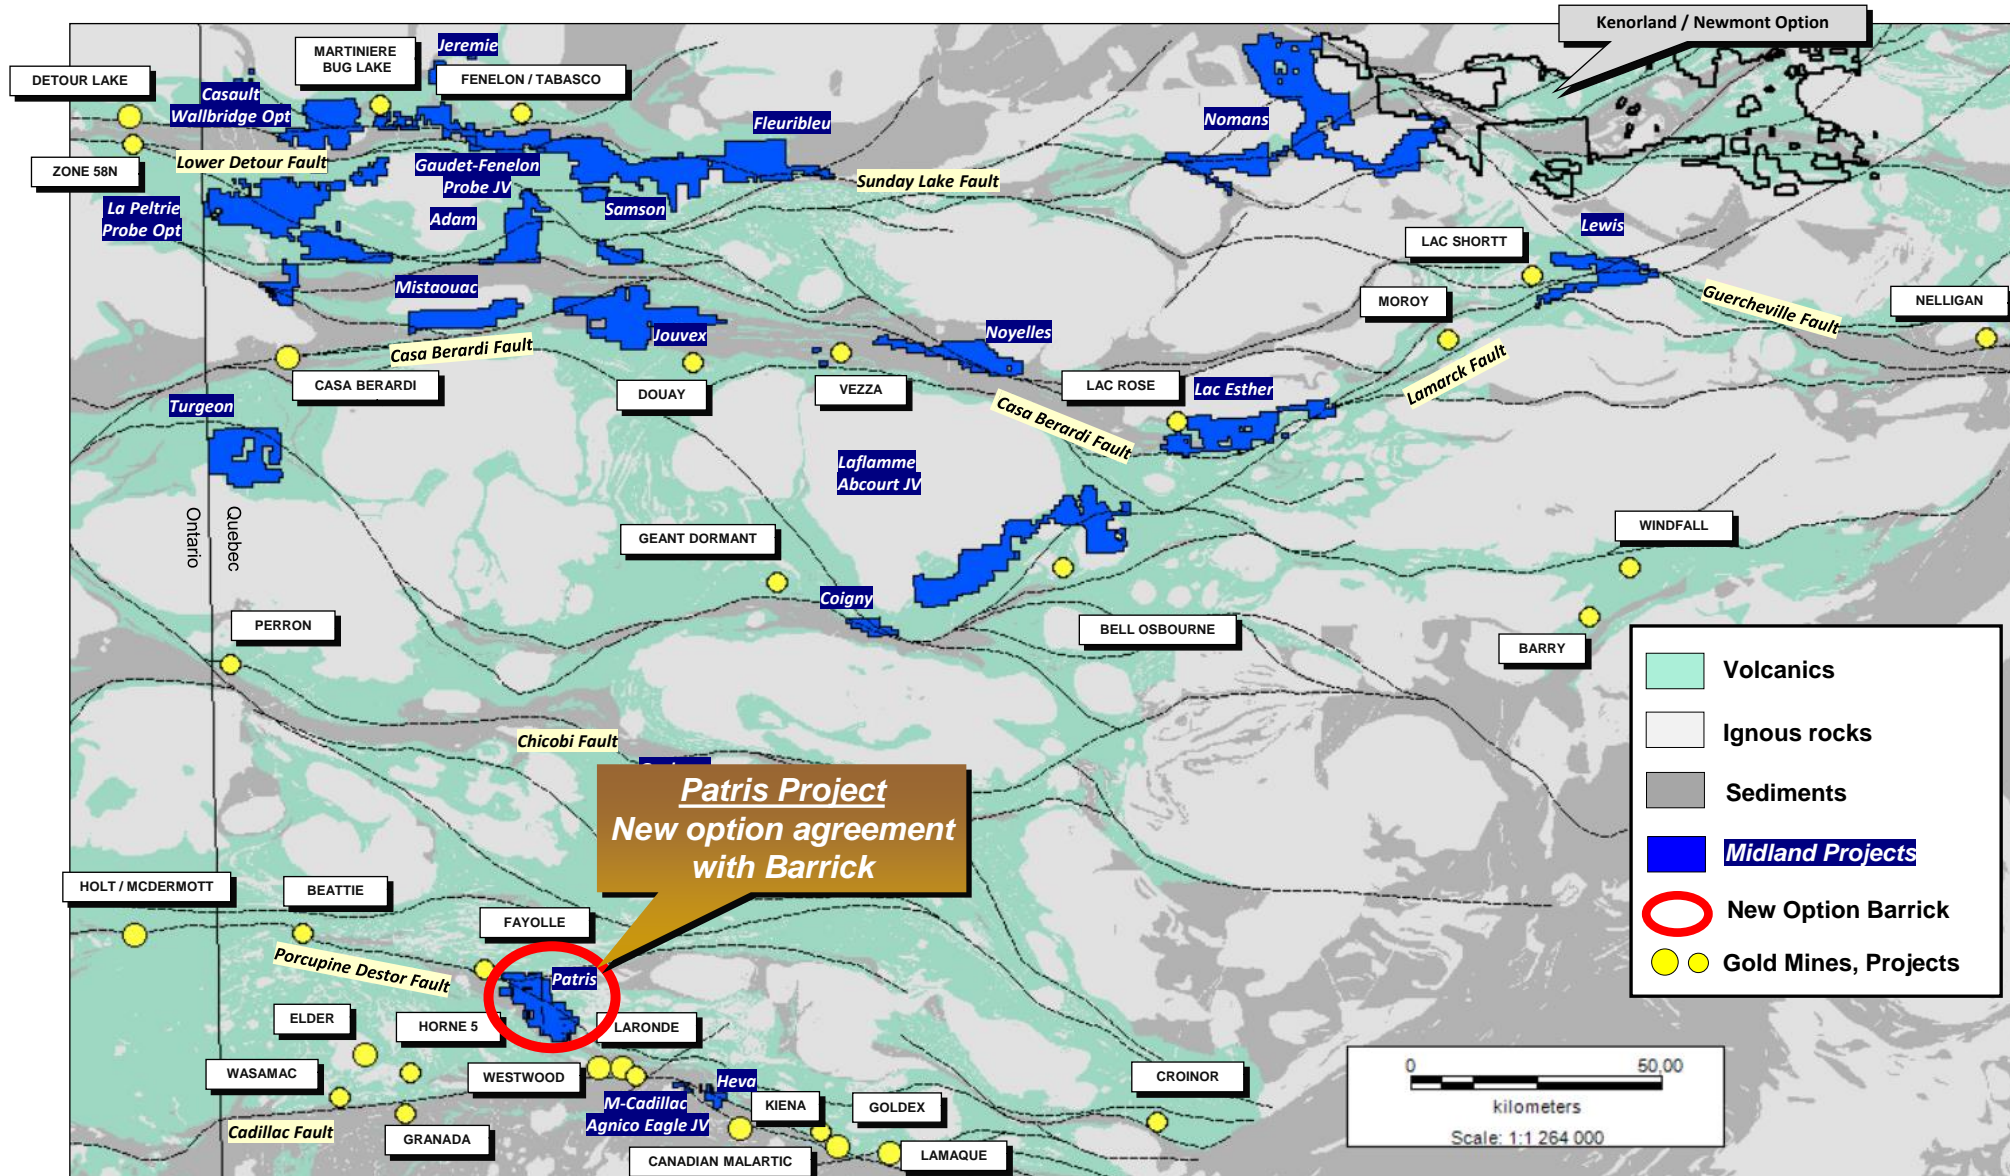 Kenorland / Newmont Option
Jeremie
MARTINIERE
BUG LAKE
DETOUR LAKE
FENELON / TABASCO
Casault
Wallbridge Opt
Fleuribleu
Nomans
Lower Detour Fault
ZONE 58N
Gaudet-Fenelon
Probe JV
Sunday Lake Fault
La Peltrie
Probe Opt
Adam
Samson
Lewis
LAC SHORTT
Mistaouac
MOROY
Guercheville Fault
NELLIGAN
Jouvex
Noyelles
Casa Berardi Fault
Lamarck Fault
CASA BERARDI
DOUAY
VEZZA
LAC ROSE
Lac Esther
Turgeon
Casa Berardi Fault
Laflamme
Abcourt JV
Ontario
Quebec
GEANT DORMANT
WINDFALL
Coigny
PERRON
BELL OSBOURNE
BARRY
Volcanics
Ignous rocks
Sediments
Midland Projects
New Option Barrick
Gold Mines, Projects
Chicobi Fault
Patris Project
New option agreement
with Barrick
HOLT / MCDERMOTT
BEATTIE
FAYOLLE
Porcupine Destor Fault
Patris
ELDER
HORNE 5
LARONDE
WASAMAC
WESTWOOD
Heva
CROINOR
M-Cadillac
Agnico Eagle JV
KIENA
GOLDEX
Cadillac Fault
GRANADA
CANADIAN MALARTIC
LAMAQUE
0 50,00
kilometers
Scale: 1:1 264 000